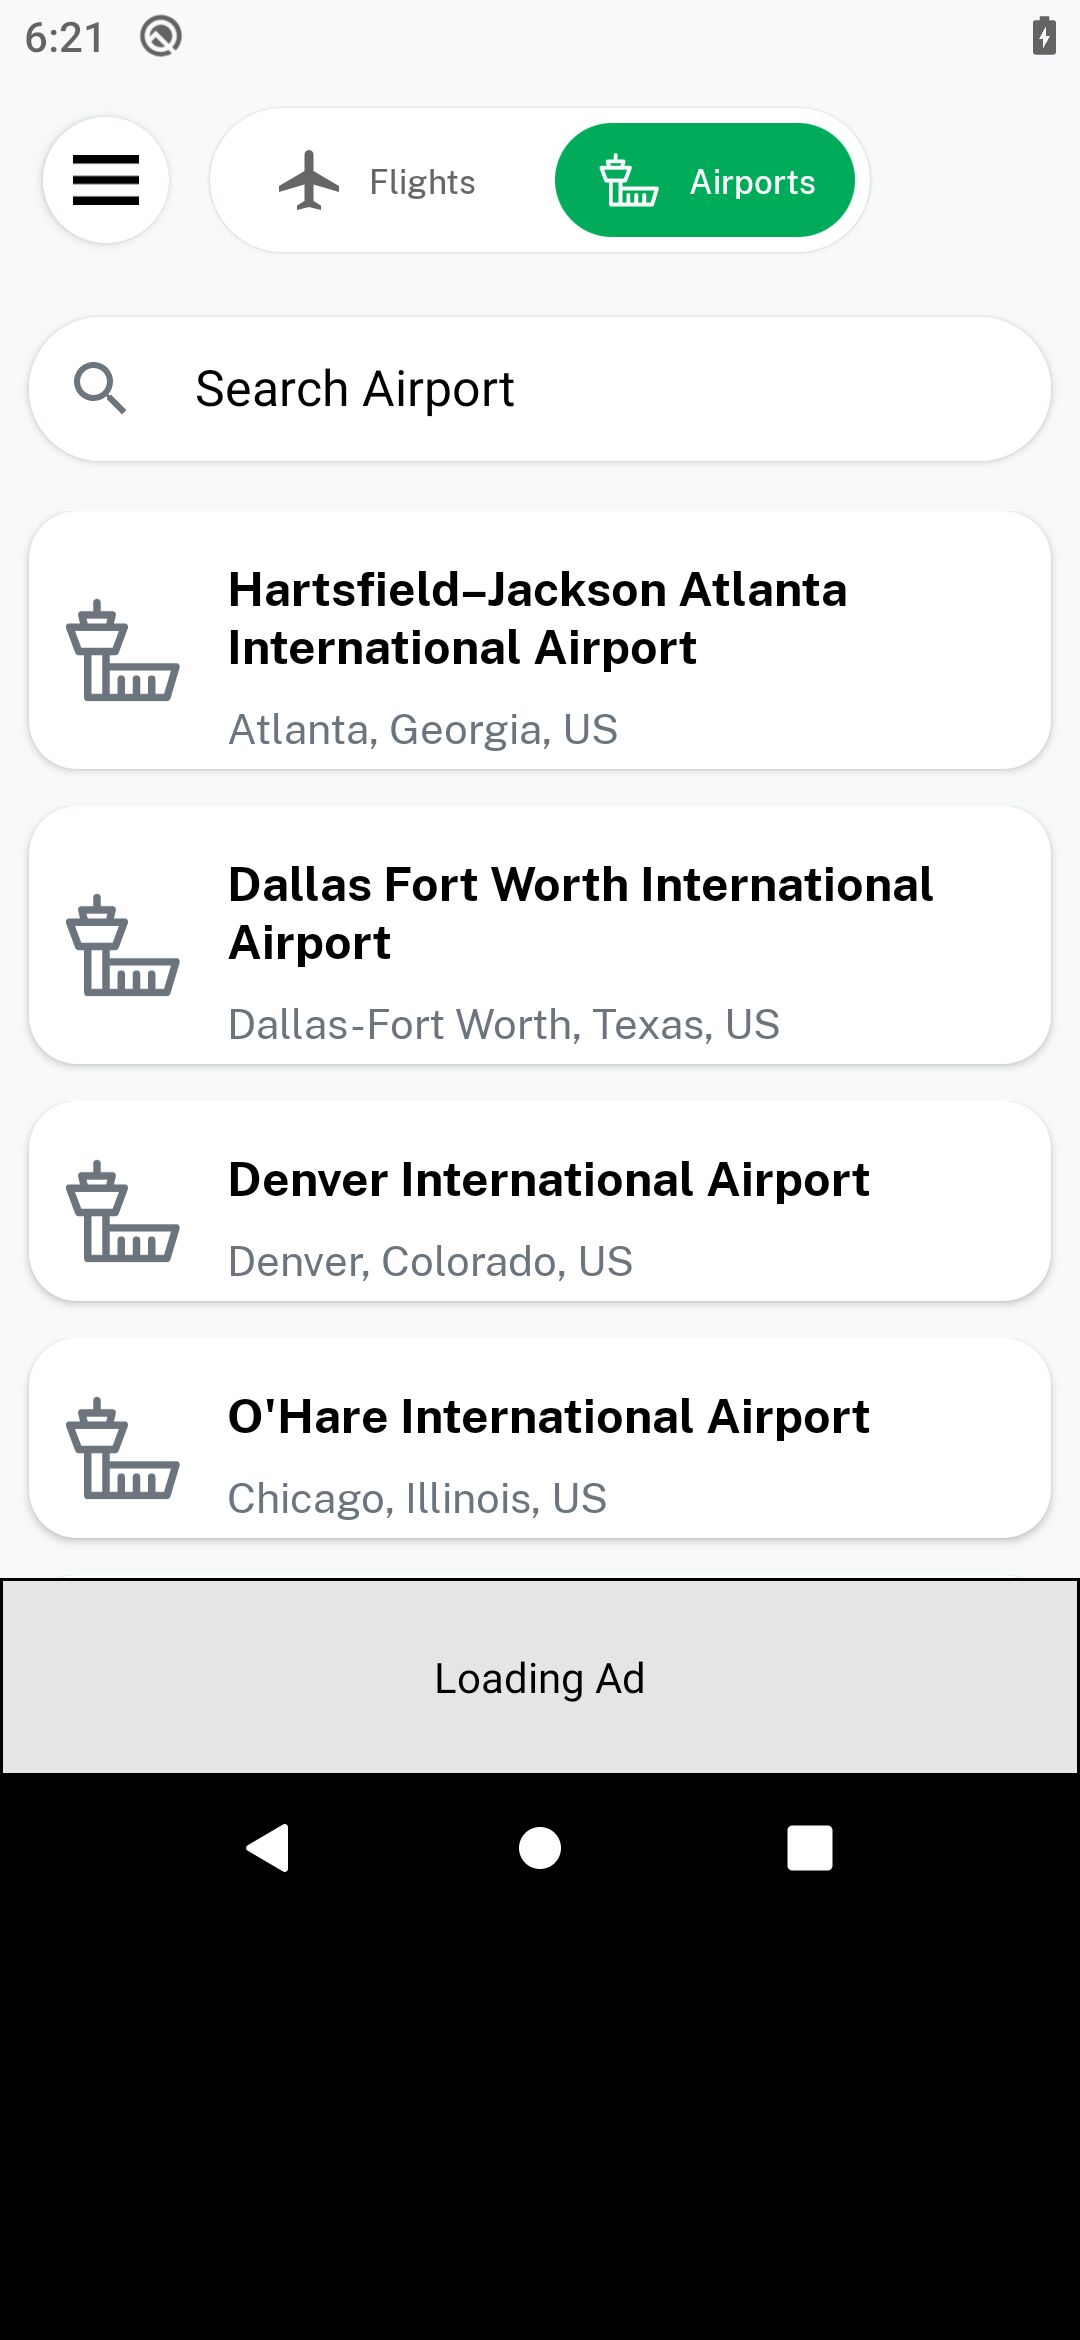 6:21
Flights
Airports
Search Airport
Hartsfield–Jackson Atlanta
International Airport
Atlanta, Georgia, US
Dallas Fort Worth International
Airport
Dallas-Fort Worth, Texas, US
Denver International Airport
Denver, Colorado, US
O'Hare International Airport
Chicago, Illinois, US
Loading Ad